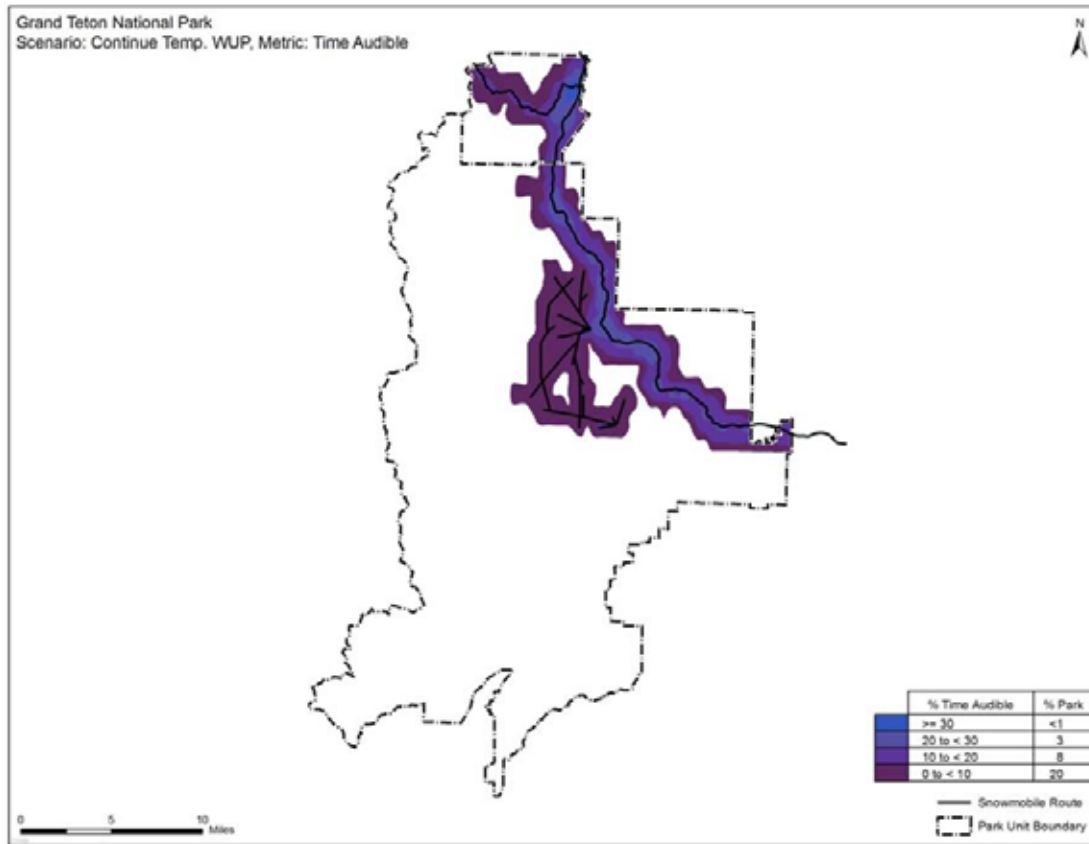 Grand Teton National Park
Scenario: Continue Temp. WUP, Metric: Time Audible
N
% Time Audible % Park
>= 30 <1
20 to < 30 3
10 to < 20 8
0 to < 10 20
Snowmobile Route
Park Unit Boundary
0 5 10
Miles